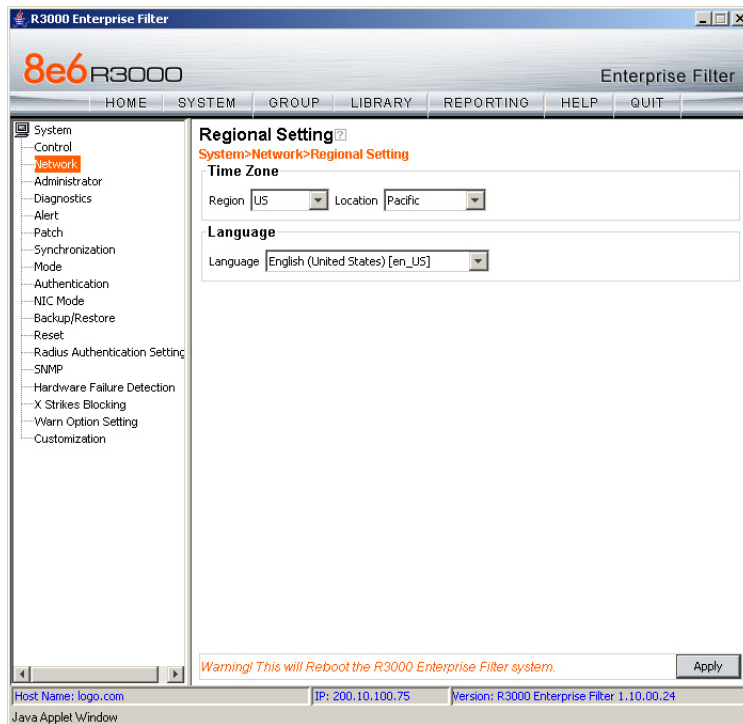 R3000 Enterprise Filter
8e6 R3000
Enterprise Filter
HOME SYSTEM GROUP LIBRARY REPORTING HELP QUIT
System
Control
Network
Administrator
Diagnostics
Alert
Patch
Synchronization
Mode
Authentication
NIC Mode
Backup/Restore
Reset
Radius Authentication Setting
SNMP
Hardware Failure Detection
X Strikes Blocking
Warn Option Setting
Customization
Regional Setting ?
System>Network>Regional Setting
Time Zone
Region US Location Pacific
Language
Language English (United States) [en_US]
Warning! This will Reboot the R3000 Enterprise Filter system. Apply
Host Name: logo.com IP: 200.10.100.75 Version: R3000 Enterprise Filter 1.10.00.24
Java Applet Window